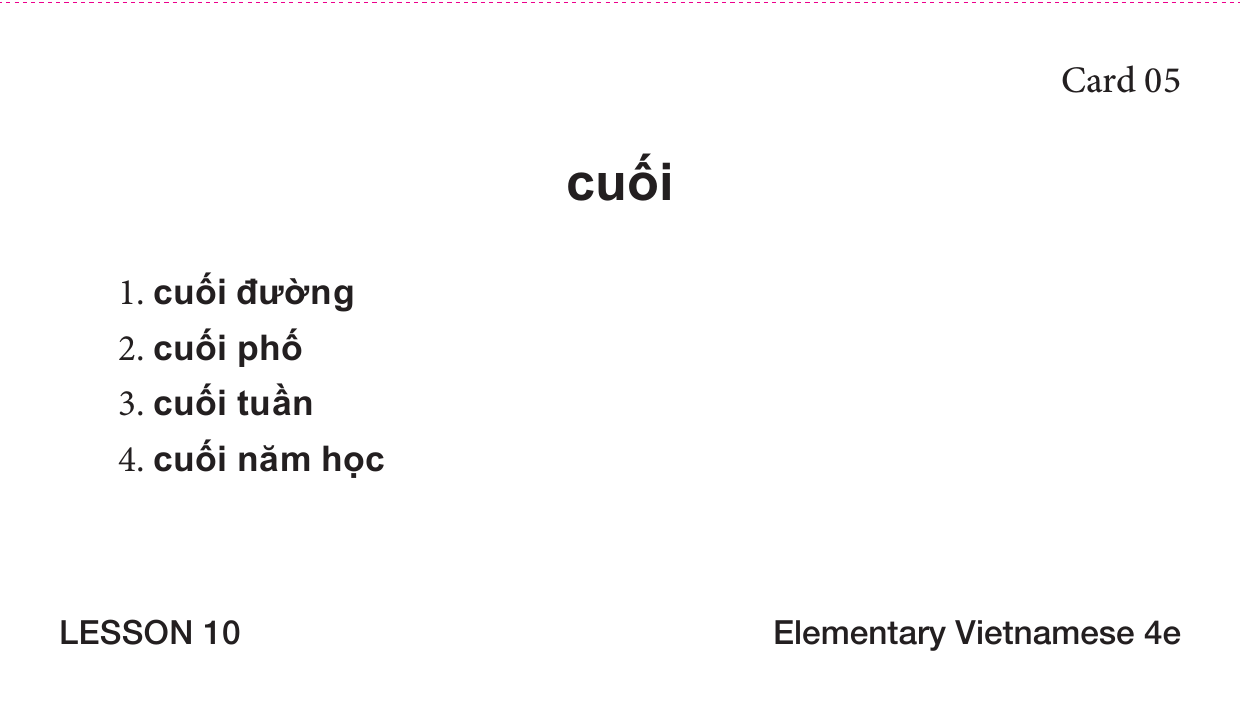 Card 05
cuối
1. cuối đường
2. cuối phố
3. cuối tuần
4. cuối năm học
LESSON 10
Elementary Vietnamese 4e